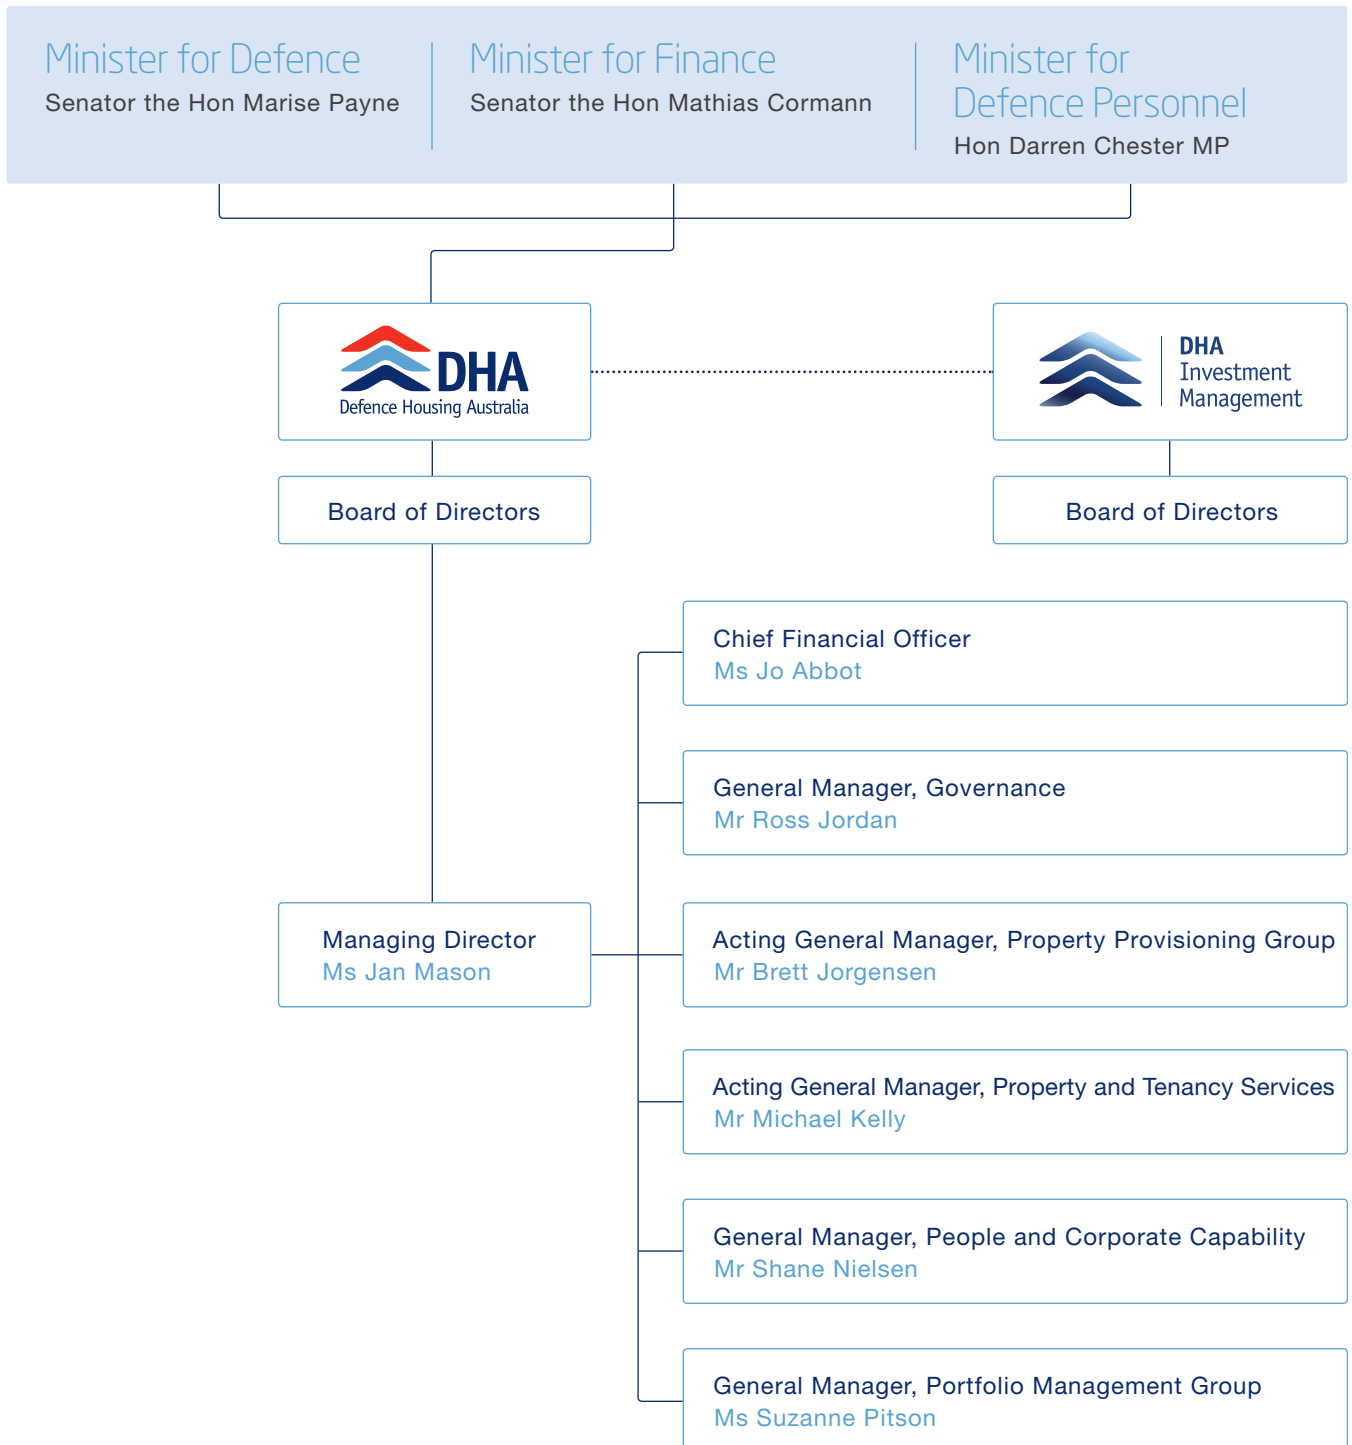 Minister for Defence
Senator the Hon Marise Payne
Minister for Finance
Senator the Hon Mathias Cormann
Minister for
Defence Personnel
Hon Darren Chester MP
DHA
Defence Housing Australia
DHA
Investment
Management
Board of Directors
Board of Directors
Chief Financial Officer
Ms Jo Abbot
General Manager, Governance
Mr Ross Jordan
Managing Director
Ms Jan Mason
Acting General Manager, Property Provisioning Group
Mr Brett Jorgensen
Acting General Manager, Property and Tenancy Services
Mr Michael Kelly
General Manager, People and Corporate Capability
Mr Shane Nielsen
General Manager, Portfolio Management Group
Ms Suzanne Pitson